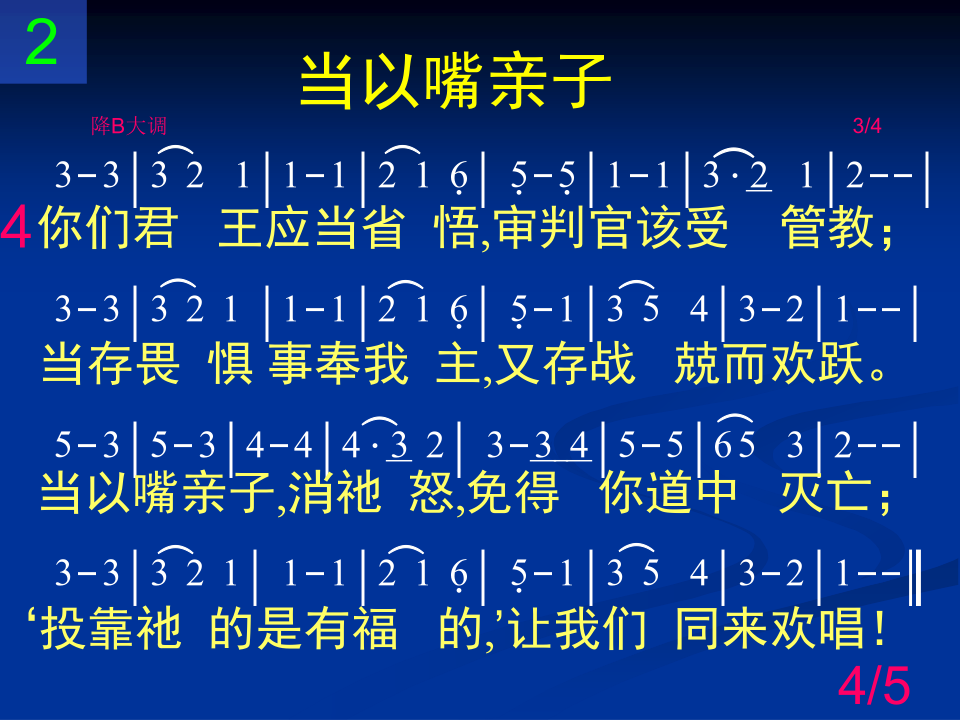 2
当以嘴亲子
降B大调 3/4
3-3|3 2 1|1-1|2 1 6̣|5̣-5̣|1-1|3·2̲ 1|2--|
4 你们君 王应当省 悟,审判官该受 管教；
3-3|3 2 1|1-1|2 1 6̣|5̣-1|3 5 4|3-2|1--|
当存畏 惧 事奉我 主,又存战 兢而欢跃。
5-3|5-3|4-4|4·3̲ 2|3-3̲ 4̲|5-5|65 3|2--|
当以嘴亲子,消祂 怒,免得 你道中 灭亡；
3-3|3 2 1|1-1|2 1 6̣|5̣-1|3 5 4|3-2|1--‖
‘投靠祂 的是有福 的,’让我们 同来欢唱！
4/5